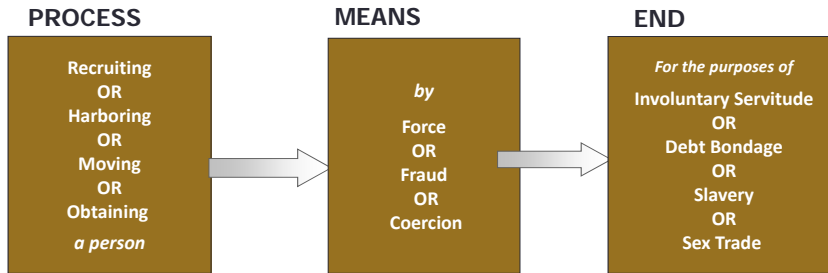 PROCESS
Recruiting
OR
Harboring
OR
Moving
OR
Obtaining
a person
MEANS
by
Force
OR
Fraud
OR
Coercion
END
For the purposes of
Involuntary Servitude
OR
Debt Bondage
OR
Slavery
OR
Sex Trade